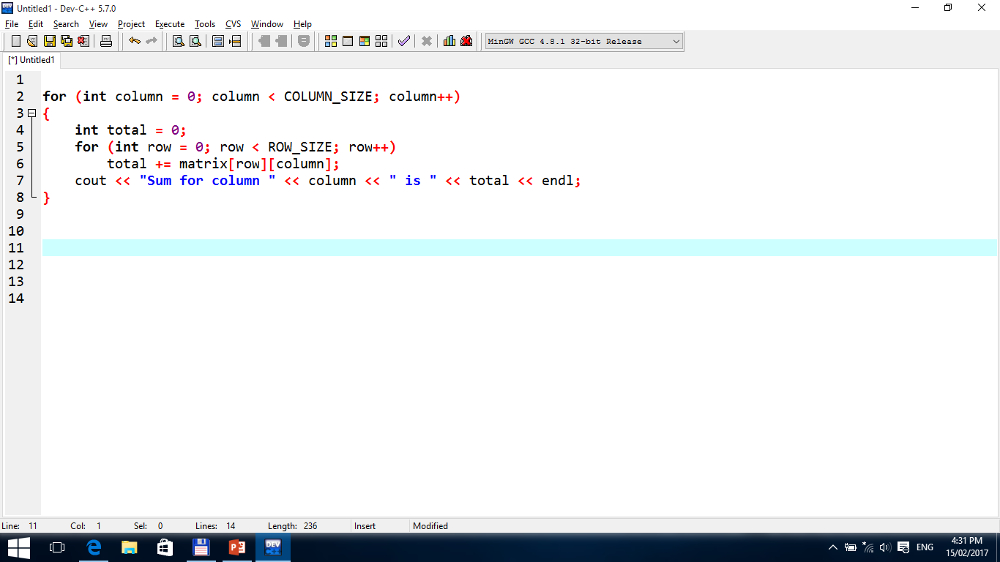 Untitled1 - Dev-C++ 5.7.0
File Edit Search View Project Execute Tools CVS Window Help
MinGW GCC 4.8.1 32-bit Release
[*] Untitled1
1
2 for (int column = 0; column < COLUMN_SIZE; column++)
3 {
4 int total = 0;
5 for (int row = 0; row < ROW_SIZE; row++)
6 total += matrix[row][column];
7 cout << "Sum for column " << column << " is " << total << endl;
8 }
9
10
11
12
13
14
Line: 11 Col: 1 Sel: 0 Lines: 14 Length: 236 Insert Modified
DEV C++
ENG
4:31 PM
15/02/2017